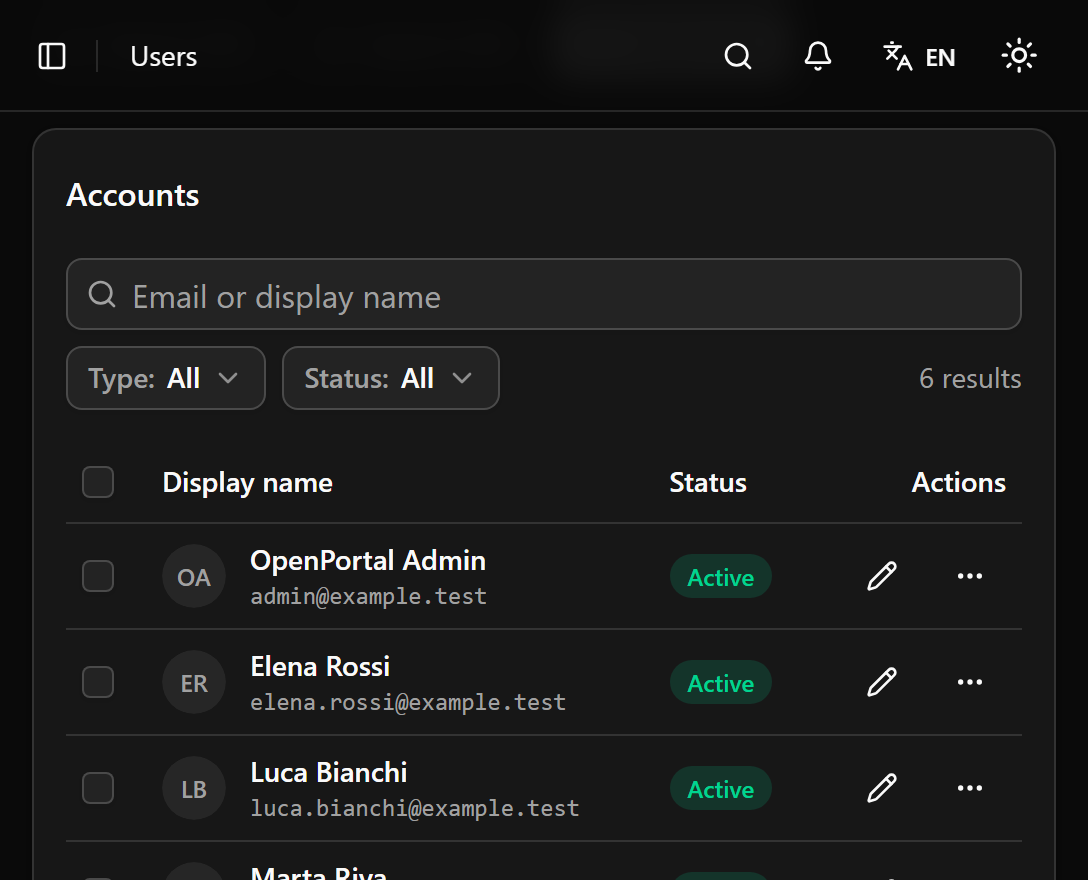 Users
EN
Accounts
Email or display name
Type: All
Status: All
6 results
Display name Status Actions
OA
OpenPortal Admin
admin@example.test
Active
ER
Elena Rossi
elena.rossi@example.test
Active
LB
Luca Bianchi
luca.bianchi@example.test
Active
Marta Riva